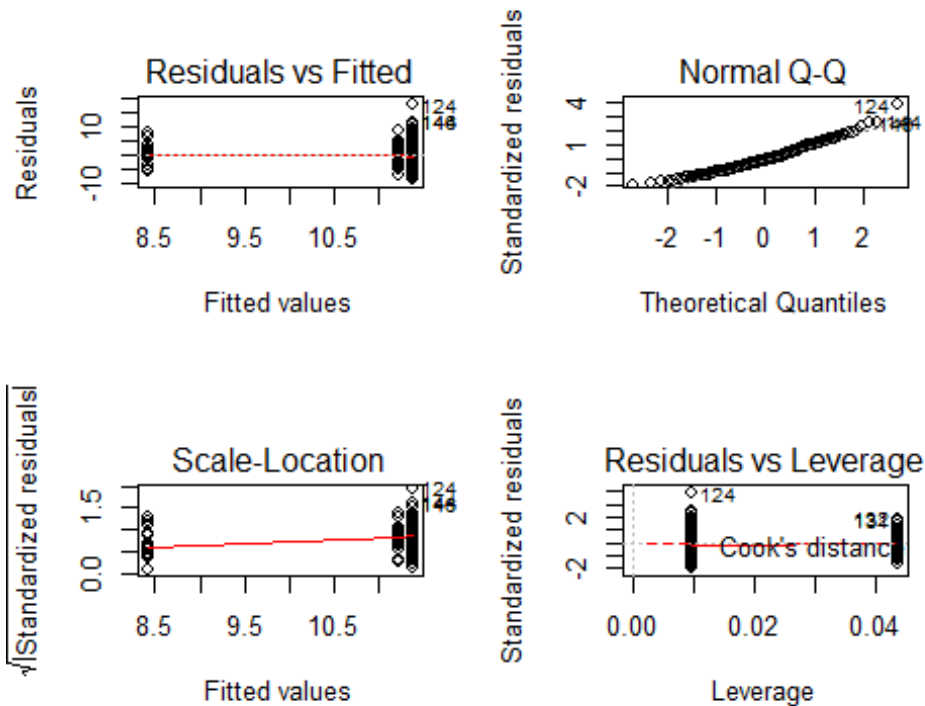 Residuals vs Fitted
Residuals
10
-10
124
8.5 9.5 10.5
Fitted values
Normal Q-Q
Standardized residuals
4
1
-2
124
-2 -1 0 1 2
Theoretical Quantiles
Scale-Location
√|Standardized residuals|
1.5
0.0
124
8.5 9.5 10.5
Fitted values
Residuals vs Leverage
Standardized residuals
2
-2
124
Cook's distance
0.00 0.02 0.04
Leverage